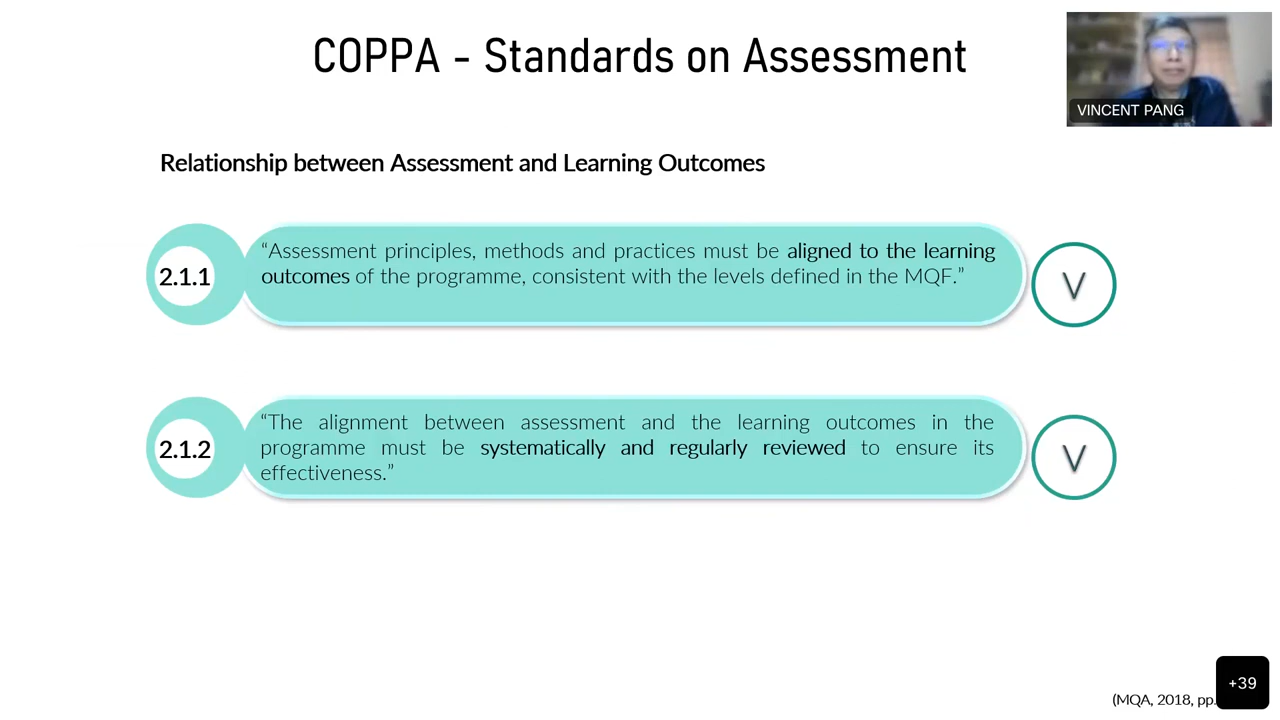 COPPA - Standards on Assessment
VINCENT PANG
Relationship between Assessment and Learning Outcomes
2.1.1
“Assessment principles, methods and practices must be aligned to the learning
outcomes of the programme, consistent with the levels defined in the MQF.”
V
2.1.2
“The alignment between assessment and the learning outcomes in the
programme must be systematically and regularly reviewed to ensure its
effectiveness.”
V
(MQA, 2018, pp.
+39